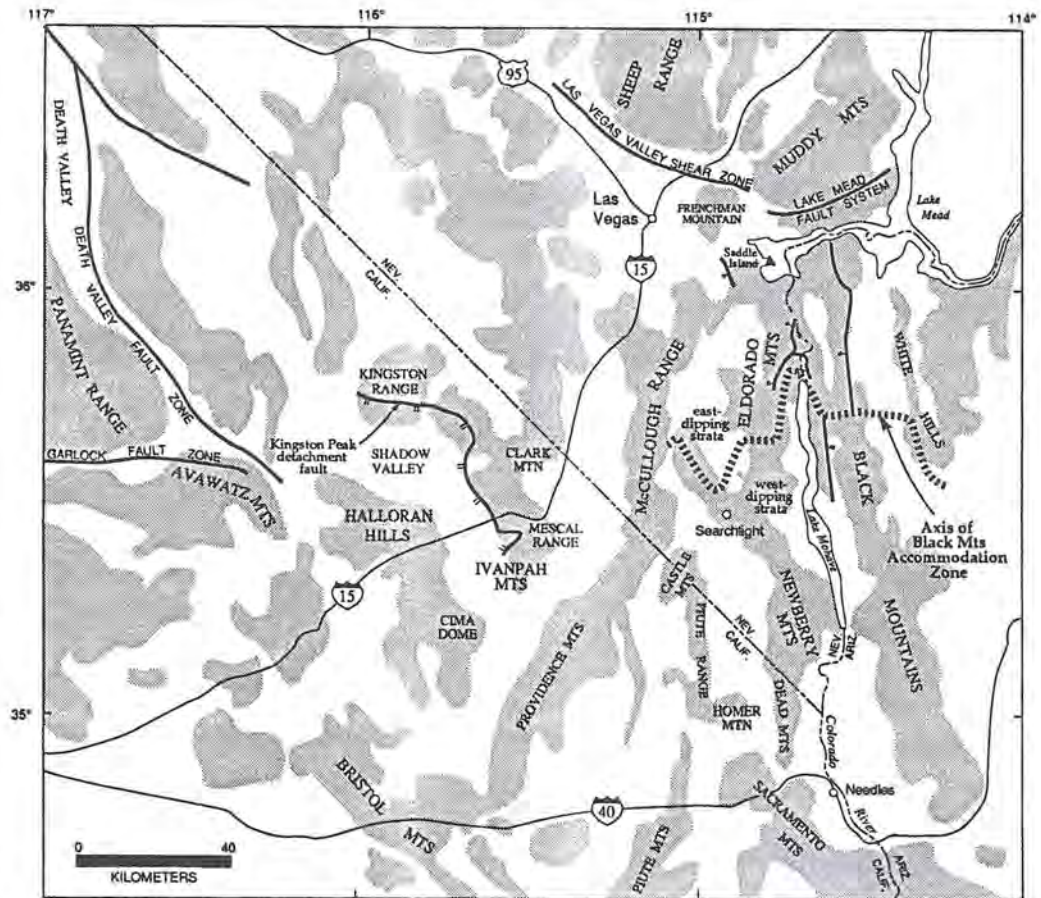 117°
116°
115°
114°
95
SHEEP
RANGE
LAS VEGAS VALLEY SHEAR ZONE
MUDDY MTS
DEATH VALLEY
DEATH VALLEY FAULT ZONE
Las
Vegas
FRENCHMAN
MOUNTAIN
LAKE MEAD
FAULT SYSTEM
Lake
Mead
NEV.
CALIF.
15
Saddle
Island
36°
36°
PANAMINT RANGE
KINGSTON
RANGE
McCULLOUGH RANGE
ELDORADO
MTS
WHITE
HILLS
east-
dipping
strata
Kingston Peak
detachment
fault
SHADOW
VALLEY
CLARK
MTN
GARLOCK FAULT ZONE
AVAWATZ MTS
west-
dipping
strata
BLACK
MOUNTAINS
HALLORAN
HILLS
MESCAL
RANGE
Searchlight
Lake Mohave
Axis of
Black Mts
Accommodation
Zone
IVANPAH
MTS
15
CASTLE
MTS
CIMA
DOME
PIUTE
RANGE
NEV.
CALIF.
NEWBERRY
MTS
NEV.
ARIZ.
PROVIDENCE MTS
35°
35°
HOMER
MTN
DEAD MTS
Colorado
River
BRISTOL
MTS
40
Needles
SACRAMENTO
MTS
PIUTE MTS
ARIZ.
CALIF.
0
40
KILOMETERS